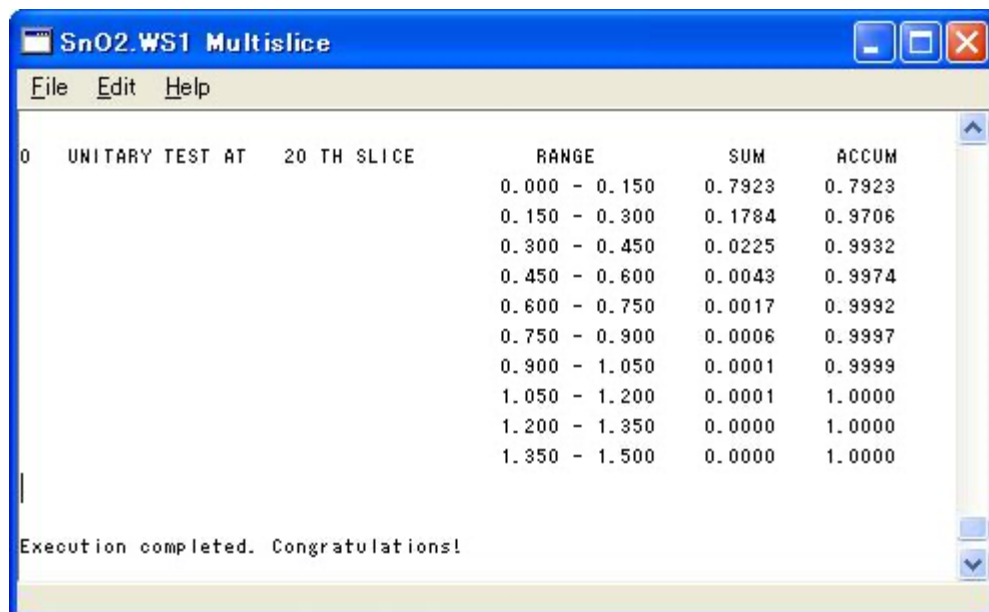 SnO2.WS1 Multislice
File Edit Help
0 UNITARY TEST AT 20 TH SLICE RANGE SUM ACCUM
0.000 - 0.150 0.7923 0.7923
0.150 - 0.300 0.1784 0.9706
0.300 - 0.450 0.0225 0.9932
0.450 - 0.600 0.0043 0.9974
0.600 - 0.750 0.0017 0.9992
0.750 - 0.900 0.0006 0.9997
0.900 - 1.050 0.0001 0.9999
1.050 - 1.200 0.0001 1.0000
1.200 - 1.350 0.0000 1.0000
1.350 - 1.500 0.0000 1.0000
Execution completed. Congratulations!